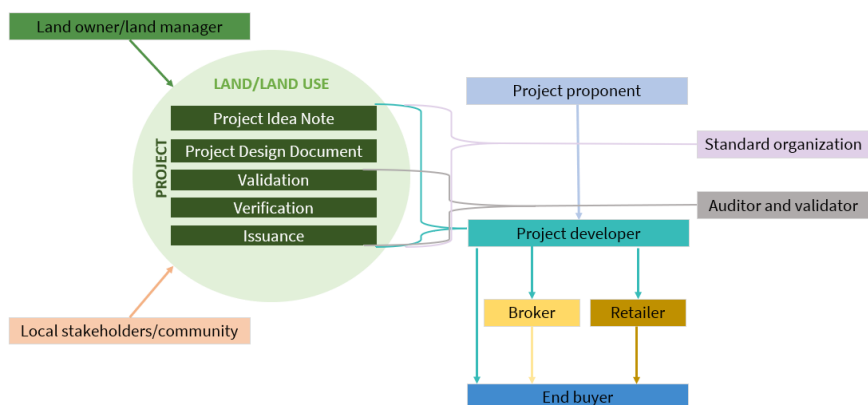 Land owner/land manager
LAND/LAND USE
PROJECT
Project Idea Note
Project Design Document
Validation
Verification
Issuance
Local stakeholders/community
Project proponent
Standard organization
Auditor and validator
Project developer
Broker
Retailer
End buyer